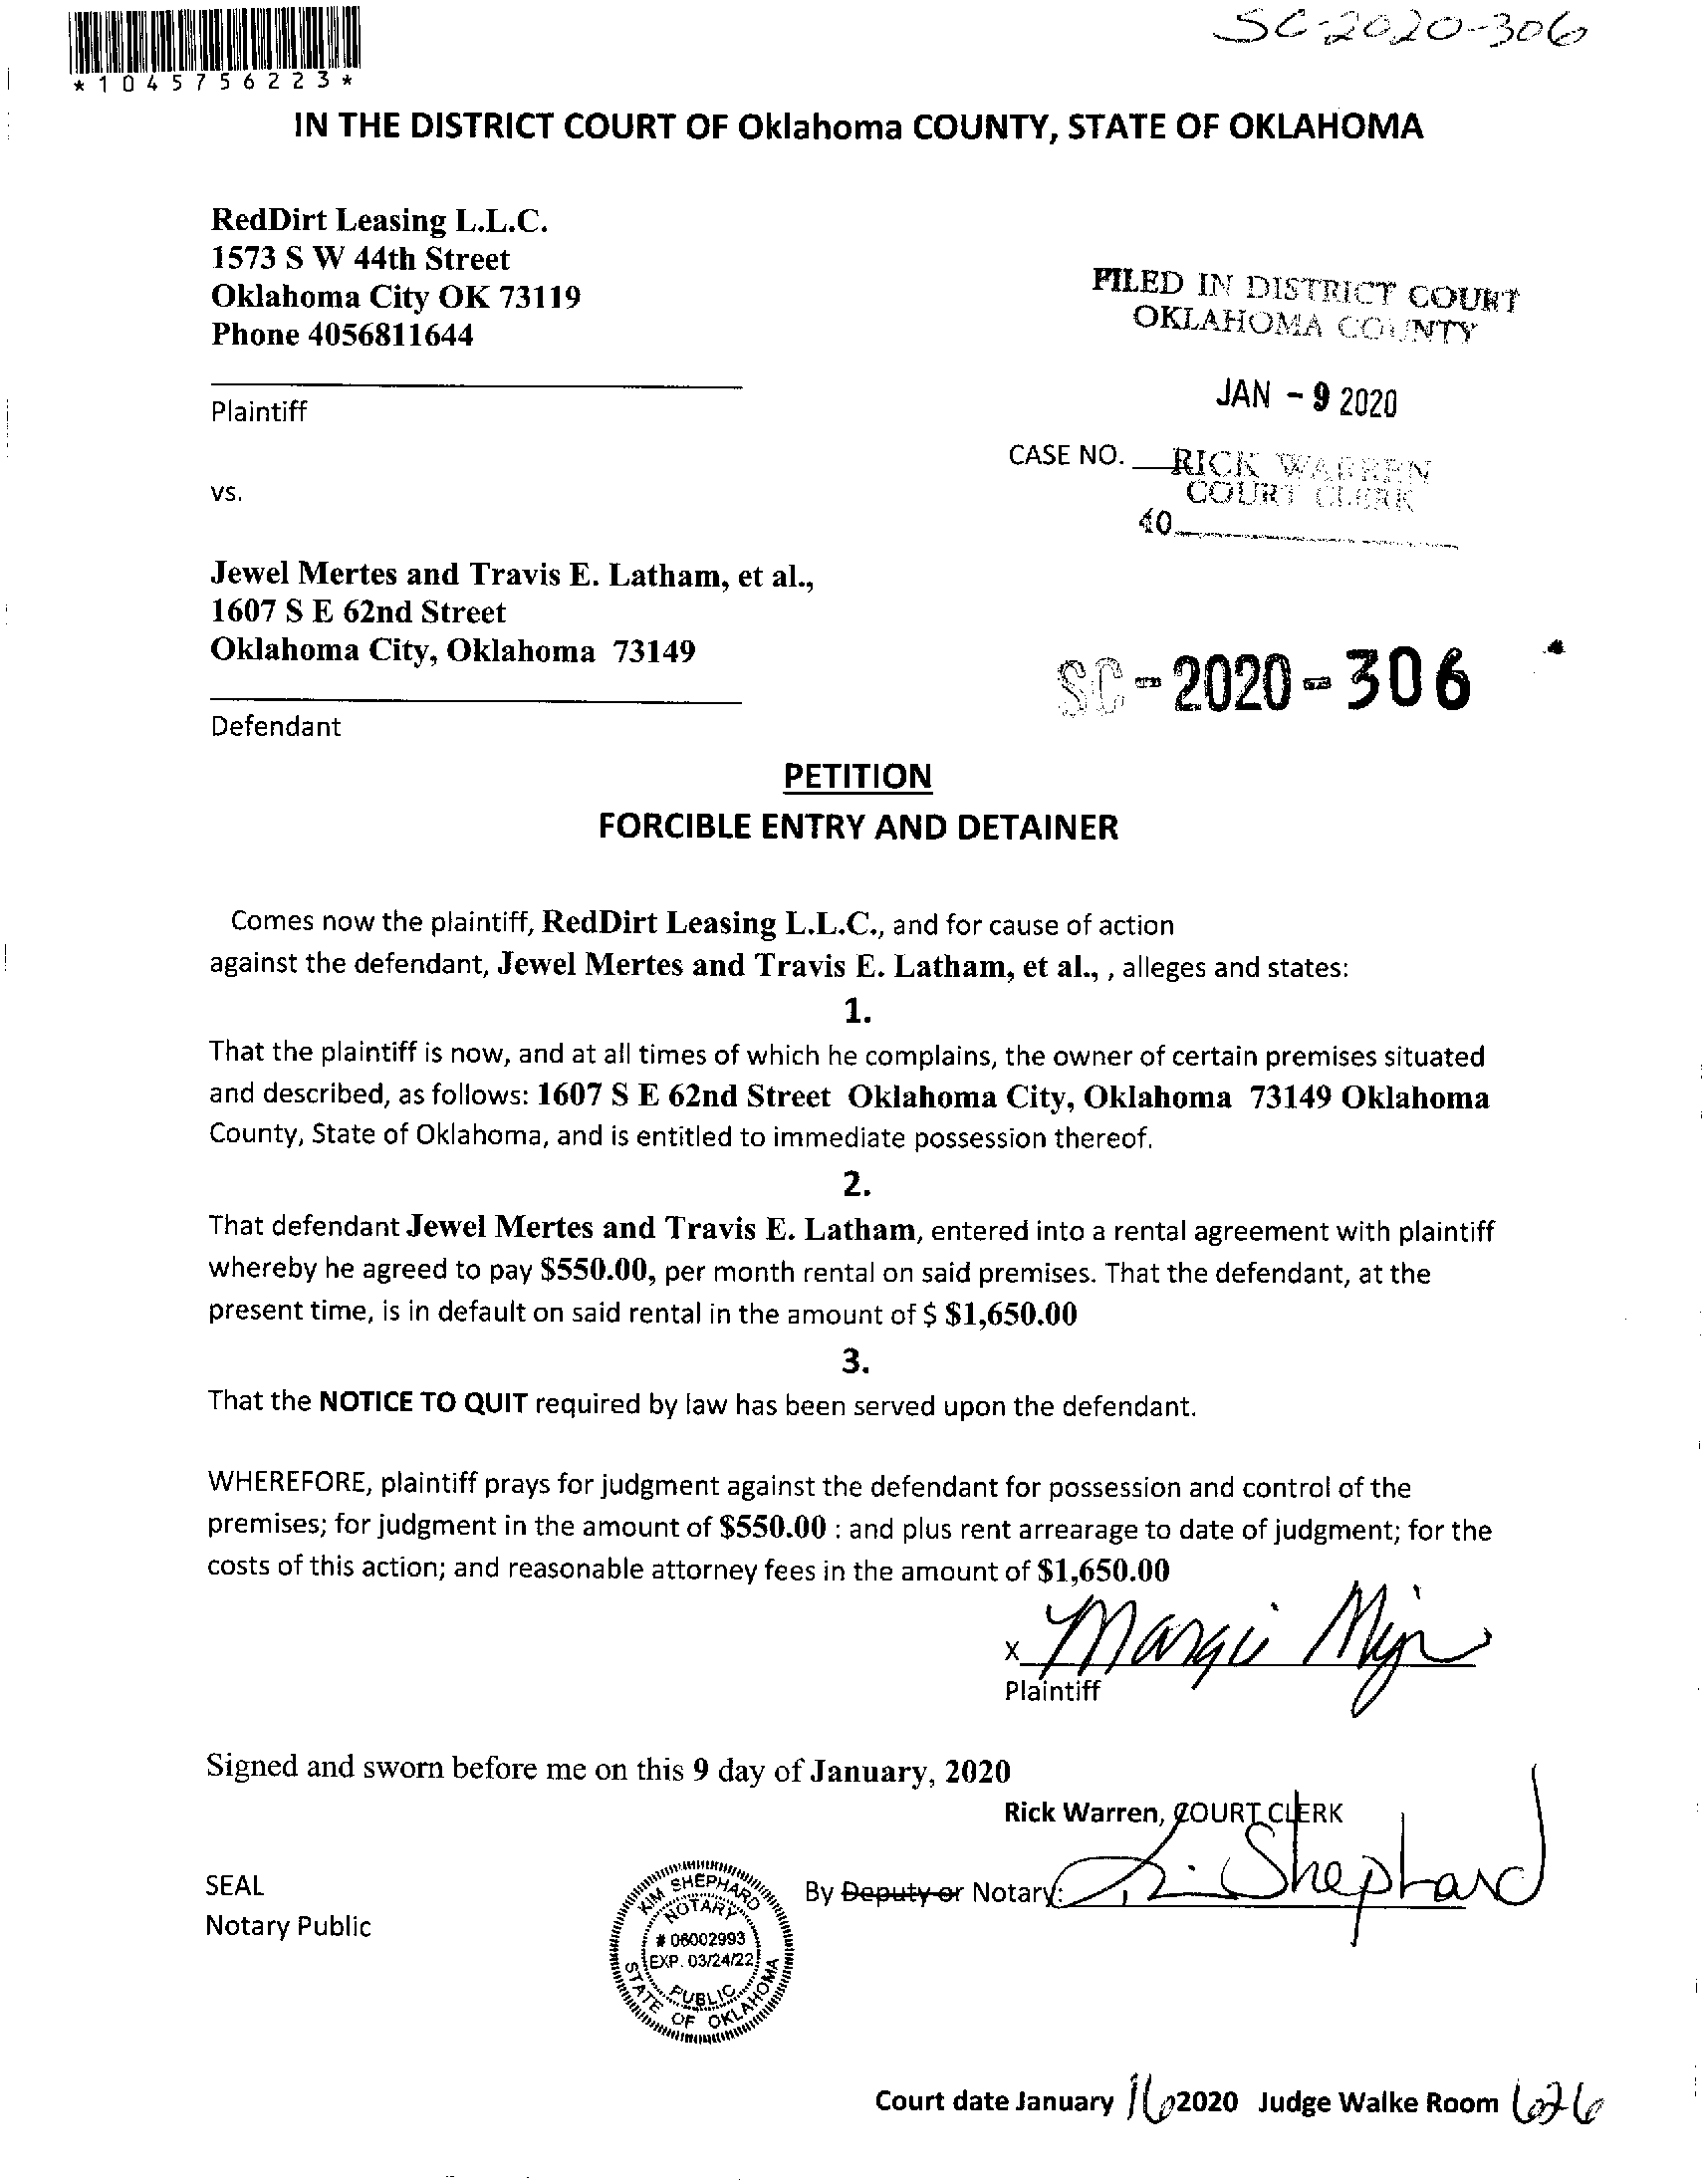 SC-2020-306
*1045756223*
IN THE DISTRICT COURT OF Oklahoma COUNTY, STATE OF OKLAHOMA
RedDirt Leasing L.L.C.
1573 S W 44th Street
Oklahoma City OK 73119
Phone 4056811644
FILED IN DISTRICT COURT
OKLAHOMA COUNTY
JAN - 9 2020
Plaintiff
CASE NO. RICK WARREN
COURT CLERK
vs.
40
Jewel Mertes and Travis E. Latham, et al.,
1607 S E 62nd Street
Oklahoma City, Oklahoma 73149
SC-2020-306
Defendant
PETITION
FORCIBLE ENTRY AND DETAINER
Comes now the plaintiff, RedDirt Leasing L.L.C., and for cause of action
against the defendant, Jewel Mertes and Travis E. Latham, et al., , alleges and states:
1.
That the plaintiff is now, and at all times of which he complains, the owner of certain premises situated
and described, as follows: 1607 S E 62nd Street Oklahoma City, Oklahoma 73149 Oklahoma
County, State of Oklahoma, and is entitled to immediate possession thereof.
2.
That defendant Jewel Mertes and Travis E. Latham, entered into a rental agreement with plaintiff
whereby he agreed to pay $550.00, per month rental on said premises. That the defendant, at the
present time, is in default on said rental in the amount of $ $1,650.00
3.
That the NOTICE TO QUIT required by law has been served upon the defendant.
WHEREFORE, plaintiff prays for judgment against the defendant for possession and control of the
premises; for judgment in the amount of $550.00 : and plus rent arrearage to date of judgment; for the
costs of this action; and reasonable attorney fees in the amount of $1,650.00
x Margie
Plaintiff
Signed and sworn before me on this 9 day of January, 2020
Rick Warren, COURT CLERK
SEAL
Notary Public
KIM SHEPHARD
NOTARY
# 06002993
EXP. 03/24/22
PUBLIC
STATE OF OKLAHOMA
By Deputy or Notary: Shephard
Court date January 16 2020 Judge Walke Room 626